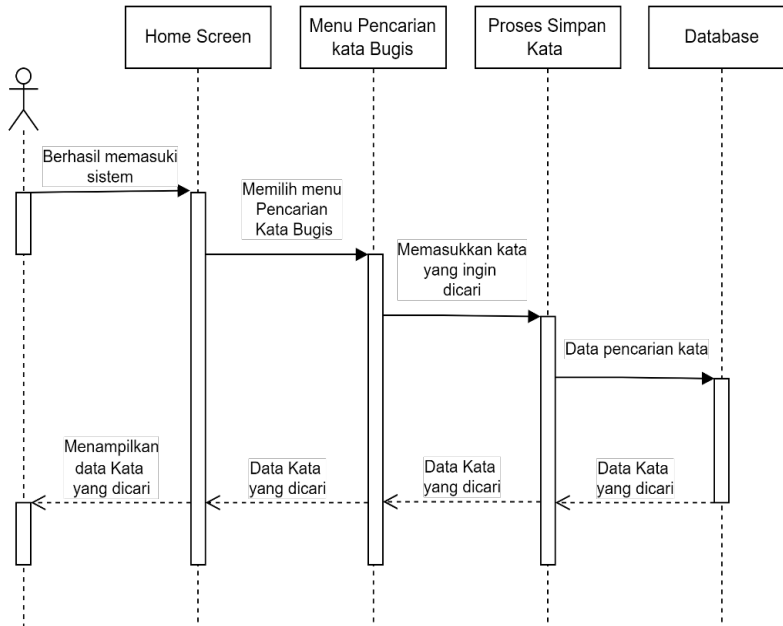 Home Screen
Menu Pencarian
kata Bugis
Proses Simpan
Kata
Database
Berhasil memasuki
sistem
Memilih menu
Pencarian
Kata Bugis
Memasukkan kata
yang ingin
dicari
Data pencarian kata
Menampilkan
data Kata
yang dicari
Data Kata
yang dicari
Data Kata
yang dicari
Data Kata
yang dicari